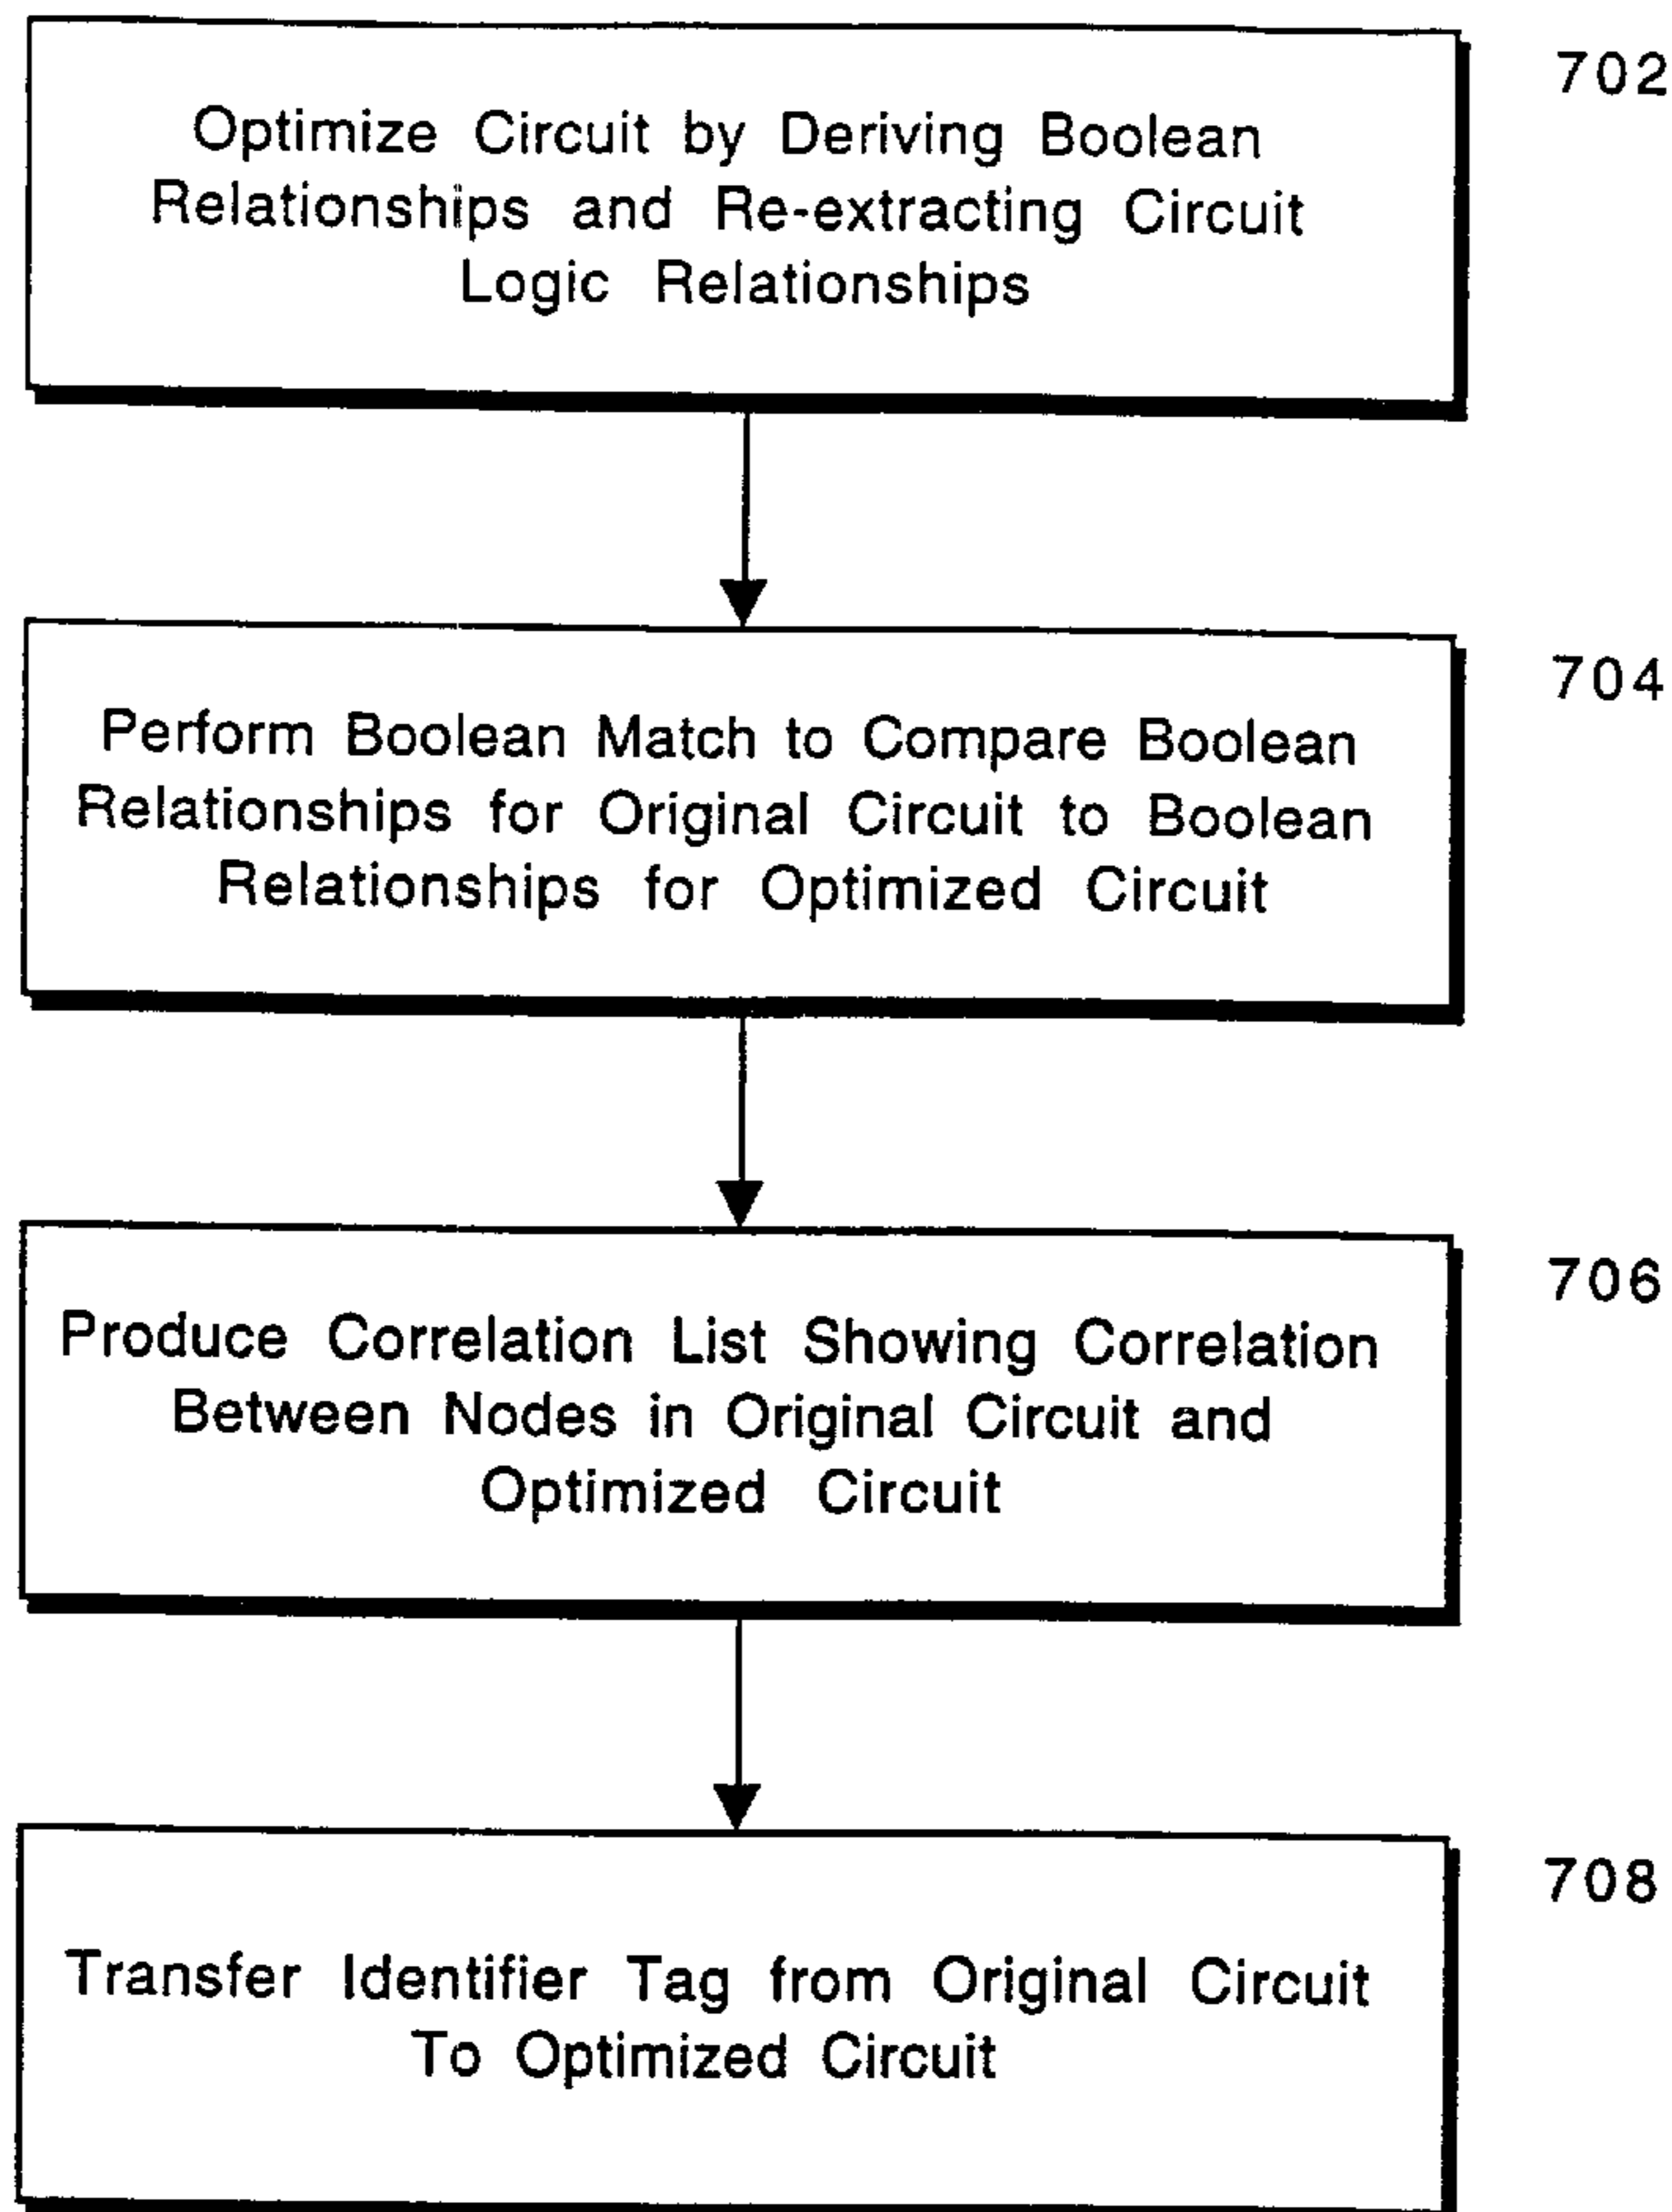 702
Optimize Circuit by Deriving Boolean
Relationships and Re-extracting Circuit
Logic Relationships
704
Perform Boolean Match to Compare Boolean
Relationships for Original Circuit to Boolean
Relationships for Optimized Circuit
706
Produce Correlation List Showing Correlation
Between Nodes in Original Circuit and
Optimized Circuit
708
Transfer Identifier Tag from Original Circuit
To Optimized Circuit